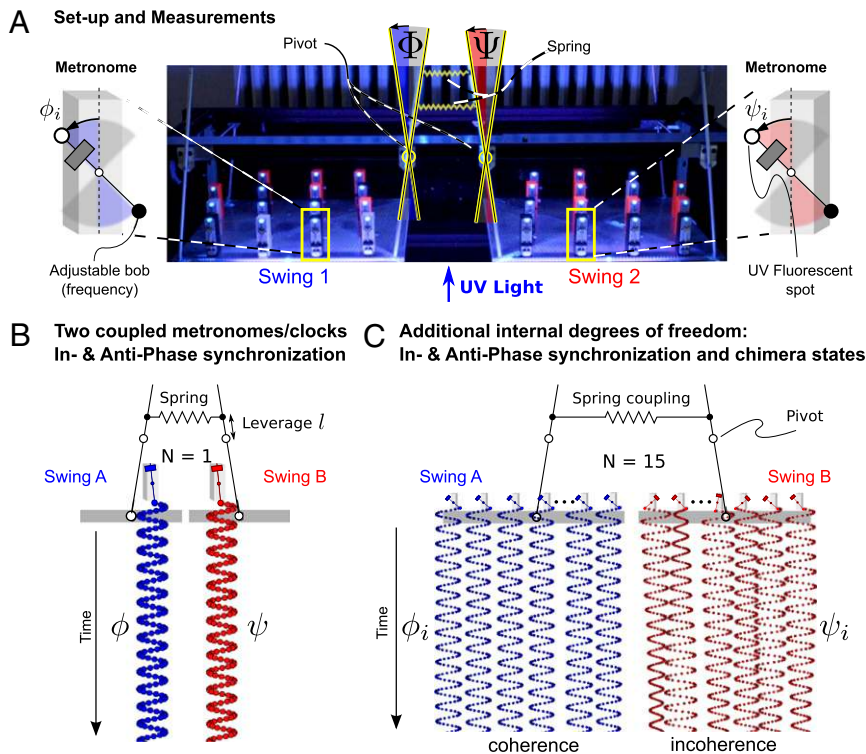 A Set-up and Measurements
Pivot
Φ
Ψ
Spring
Metronome
Metronome
ϕi
ψi
Adjustable bob
(frequency)
Swing 1
UV Light
Swing 2
UV Fluorescent
spot
B Two coupled metronomes/clocks
In- & Anti-Phase synchronization
Spring
Leverage l
N = 1
Swing A
Swing B
Time
ϕ
ψ
C Additional internal degrees of freedom:
In- & Anti-Phase synchronization and chimera states
Spring coupling
Pivot
N = 15
Swing A
Swing B
Time
ϕi
ψi
coherence
incoherence